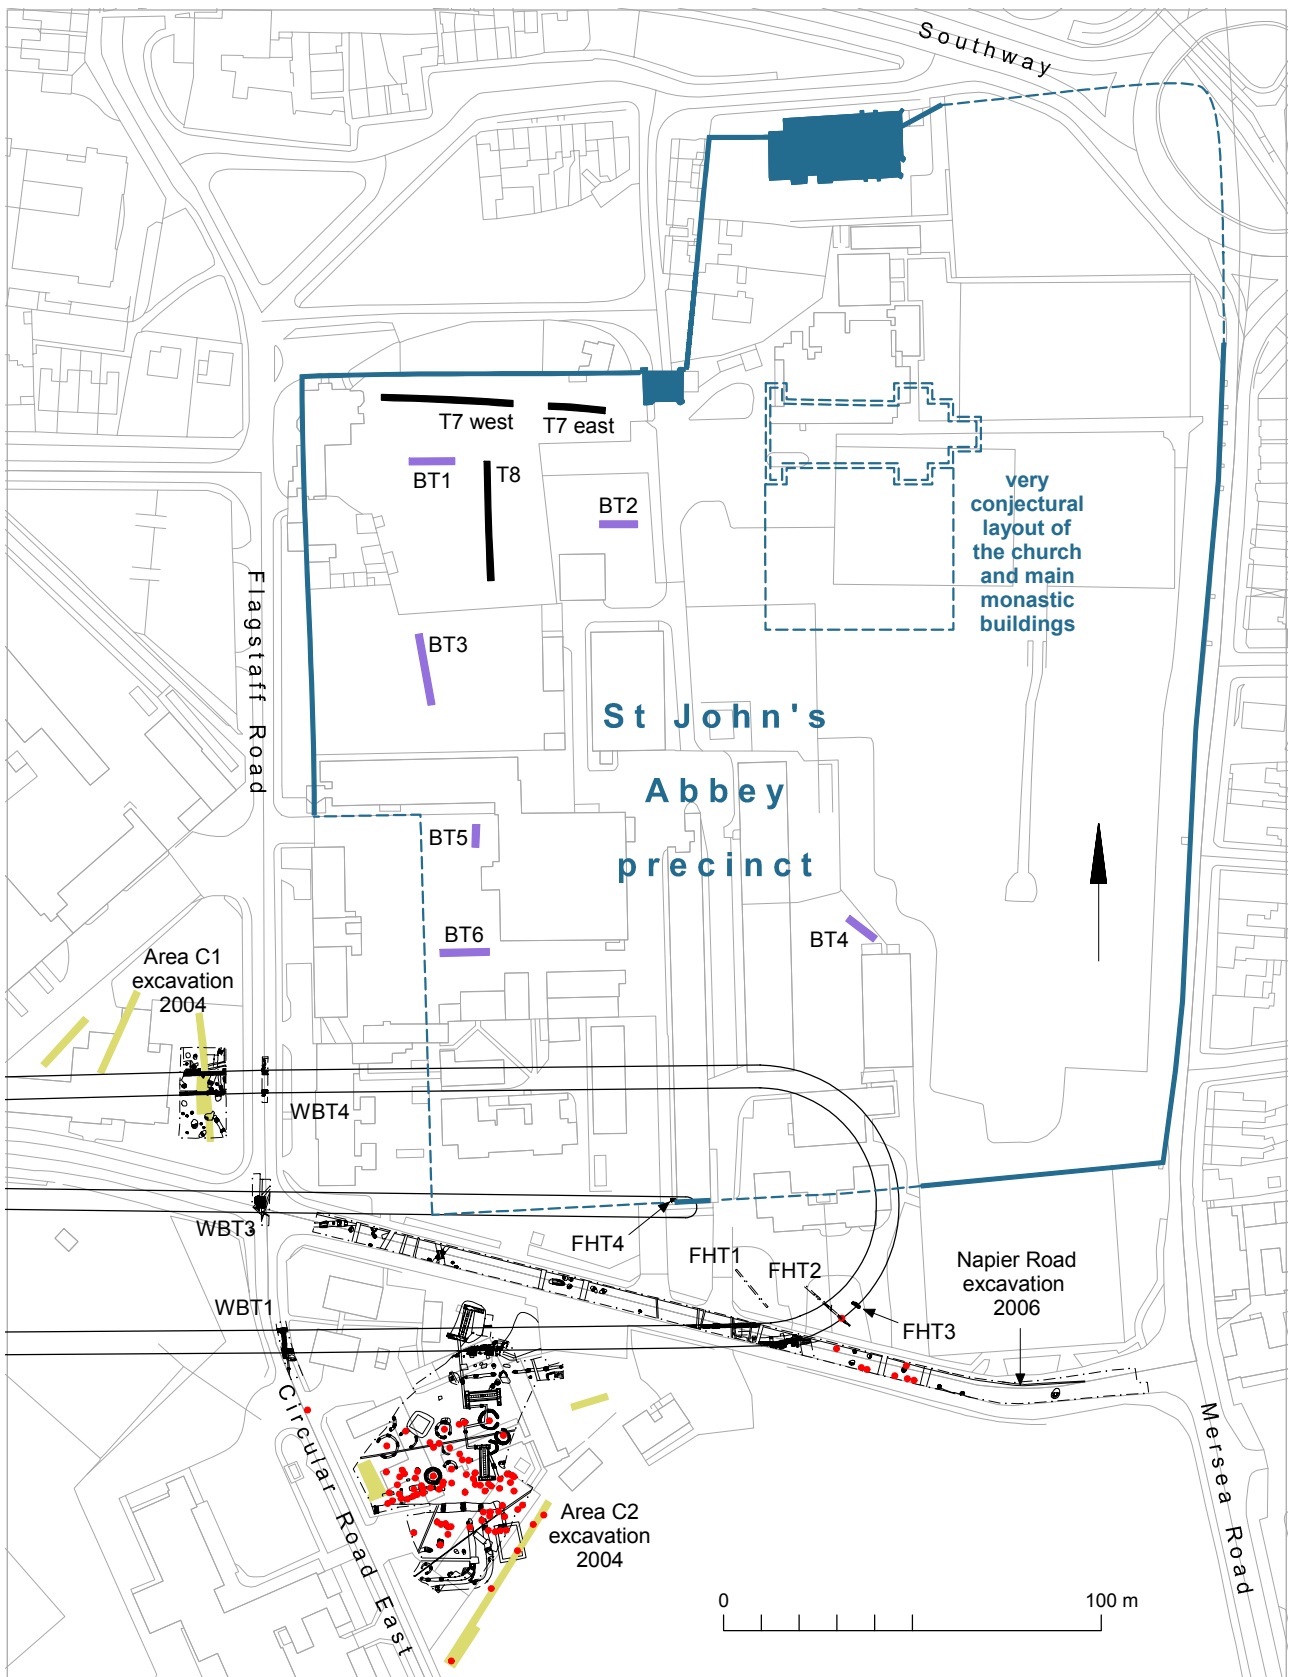 Southway
T7 west
T7 east
BT1
T8
BT2
very
conjectural
layout of
the church
and main
monastic
buildings
Flagstaff Road
BT3
St John's
Abbey
precinct
BT5
BT6
BT4
Area C1
excavation
2004
WBT4
WBT3
FHT4
FHT1
FHT2
Napier Road
excavation
2006
WBT1
FHT3
Circular Road East
Mersea Road
Area C2
excavation
2004
0
100 m